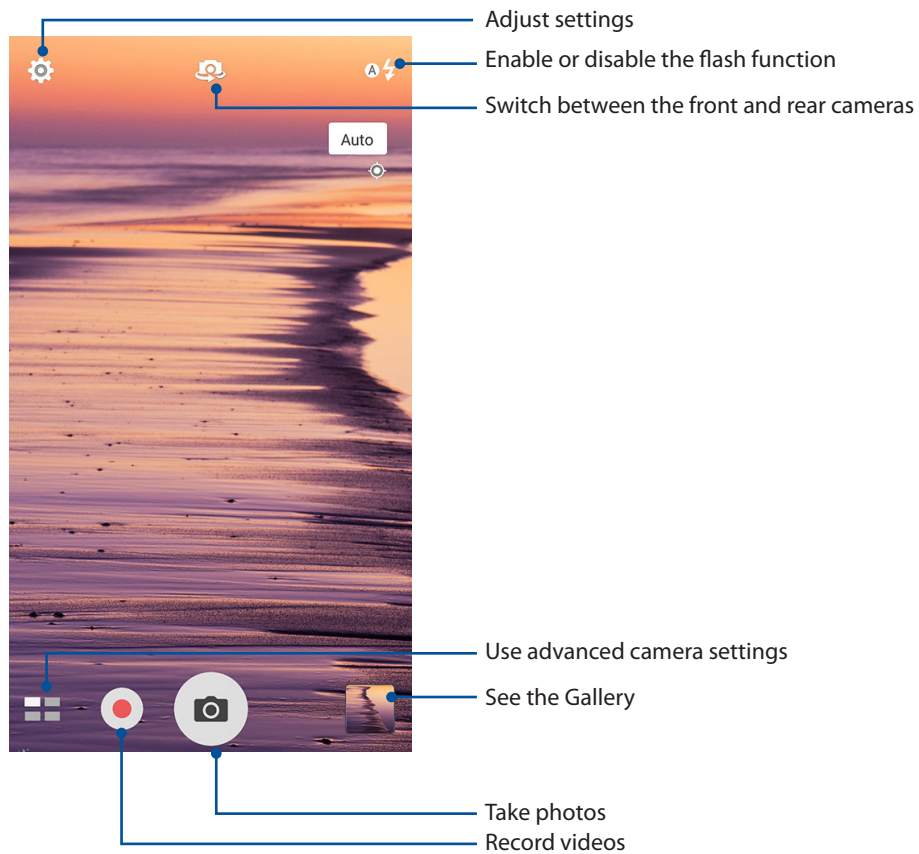 Adjust settings
Enable or disable the flash function
Switch between the front and rear cameras
A
Auto
Use advanced camera settings
See the Gallery
Take photos
Record videos